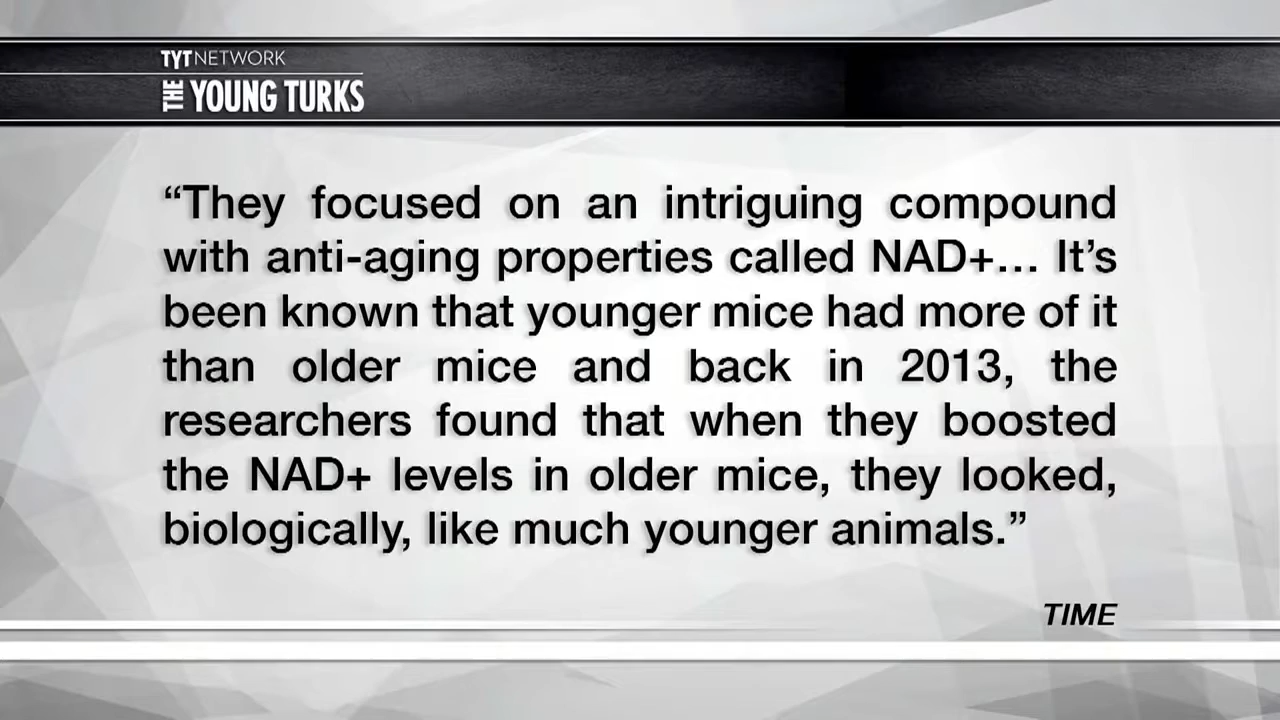 TYT NETWORK
THE YOUNG TURKS
“They focused on an intriguing compound
with anti-aging properties called NAD+... It’s
been known that younger mice had more of it
than older mice and back in 2013, the
researchers found that when they boosted
the NAD+ levels in older mice, they looked,
biologically, like much younger animals.”
TIME